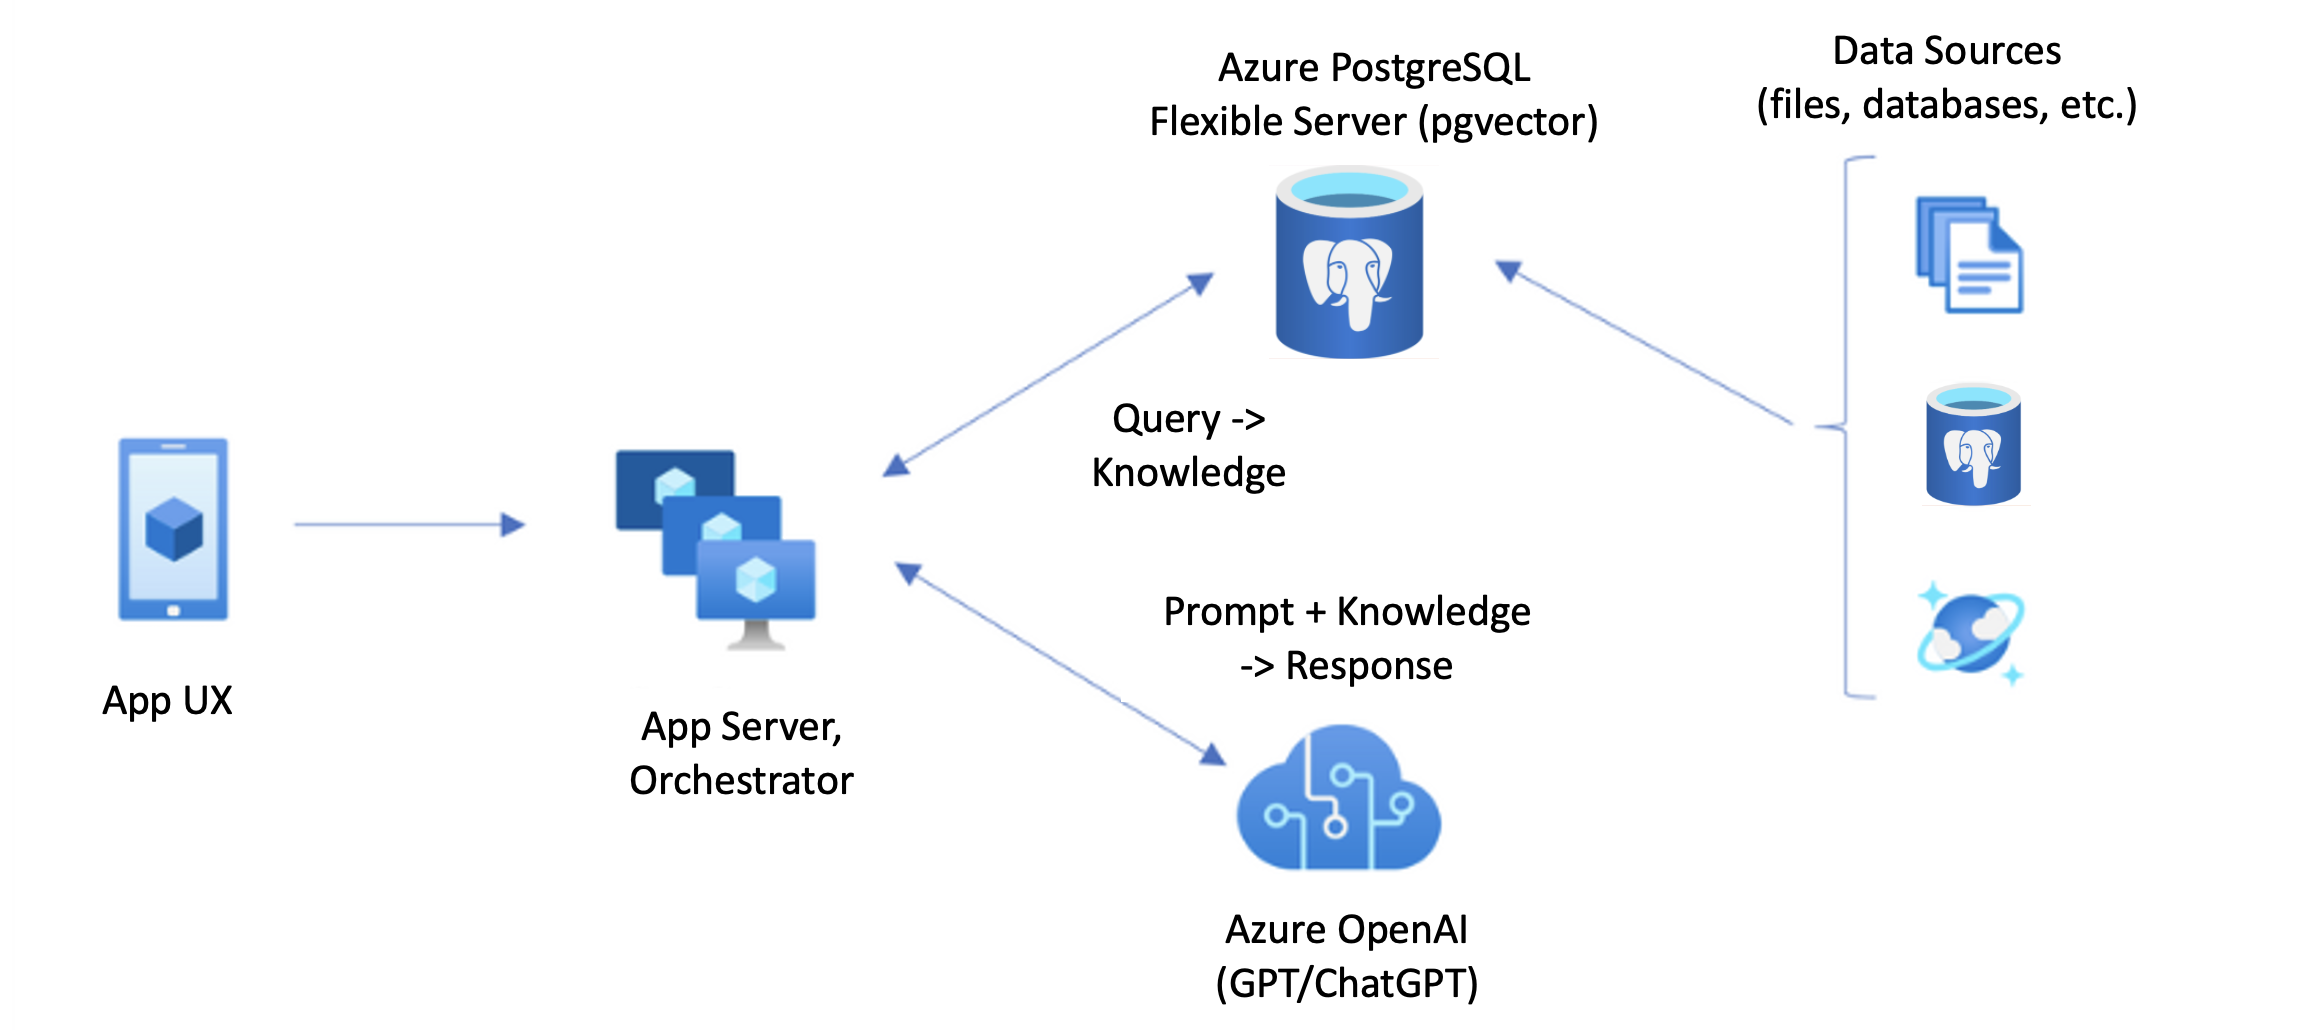 Azure PostgreSQL
Flexible Server (pgvector)
Data Sources
(files, databases, etc.)
Query ->
Knowledge
Prompt + Knowledge
-> Response
App UX
App Server,
Orchestrator
Azure OpenAI
(GPT/ChatGPT)